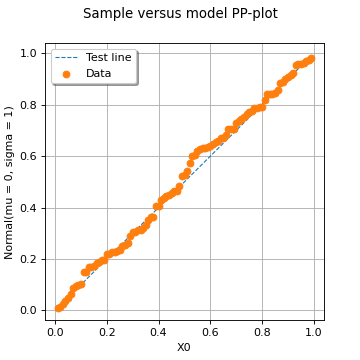 Sample versus model PP-plot
1.0
0.8
0.6
0.4
0.2
0.0
Normal(mu = 0, sigma = 1)
Test line
Data
0.0 0.2 0.4 0.6 0.8 1.0
X0